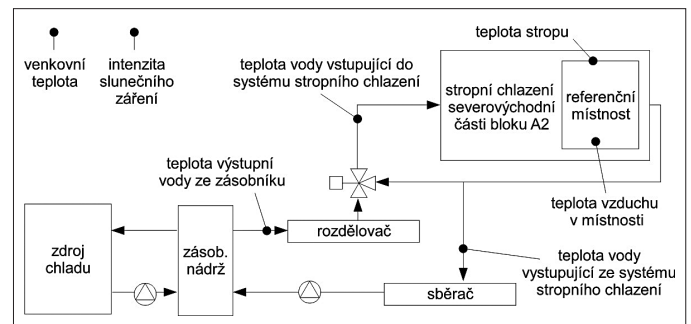 venkovní
teplota
intenzita
slunečního
záření
teplota vody vstupující do
systému stropního chlazení
teplota stropu
stropní chlazení
severovýchodní
části bloku A2
referenční
místnost
teplota výstupní
vody ze zásobníku
teplota vzduchu
v místnosti
zdroj
chladu
zásob.
nádrž
rozdělovač
sběrač
teplota vody
vystupující ze systému
stropního chlazení